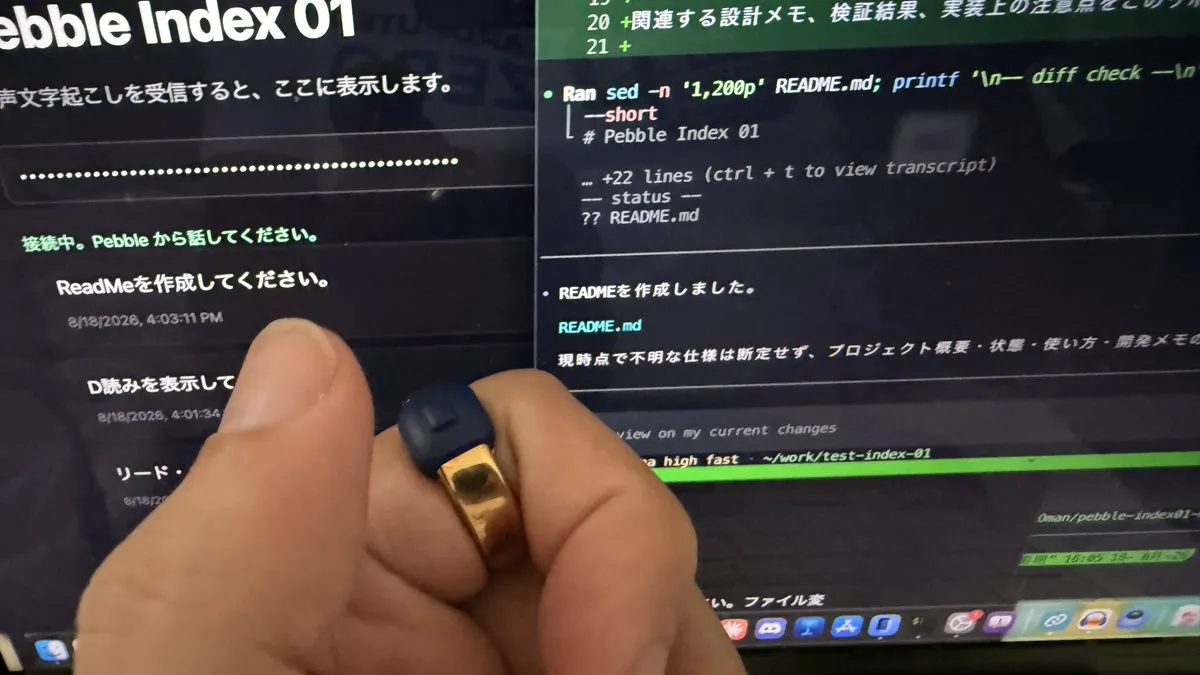 ebble Index 01
声文字起こしを受信すると、ここに表示します。
••••••••••••••••••••••••••••••••••••••••••••••••
接続中。Pebble から話してください。
ReadMeを作成してください。
8/18/2026, 4:03:11 PM
D読みを表示して
8/18/2026, 4:01:34
リード・
20 +関連する設計メモ、検証結果、実装上の注意点をこの
21 +
• Ran sed -n '1,200p' README.md; printf '\n— diff check —\n'
--short
# Pebble Index 01
… +22 lines (ctrl + t to view transcript)
— status —
?? README.md
• READMEを作成しました。
README.md
現時点で不明な仕様は断定せず、プロジェクト概要・状態・使い方・開発メモの
view on my current changes
high fast · ~/work/test-index-01
Oman/pebble-index01-
16:05 18-
い。ファイル変